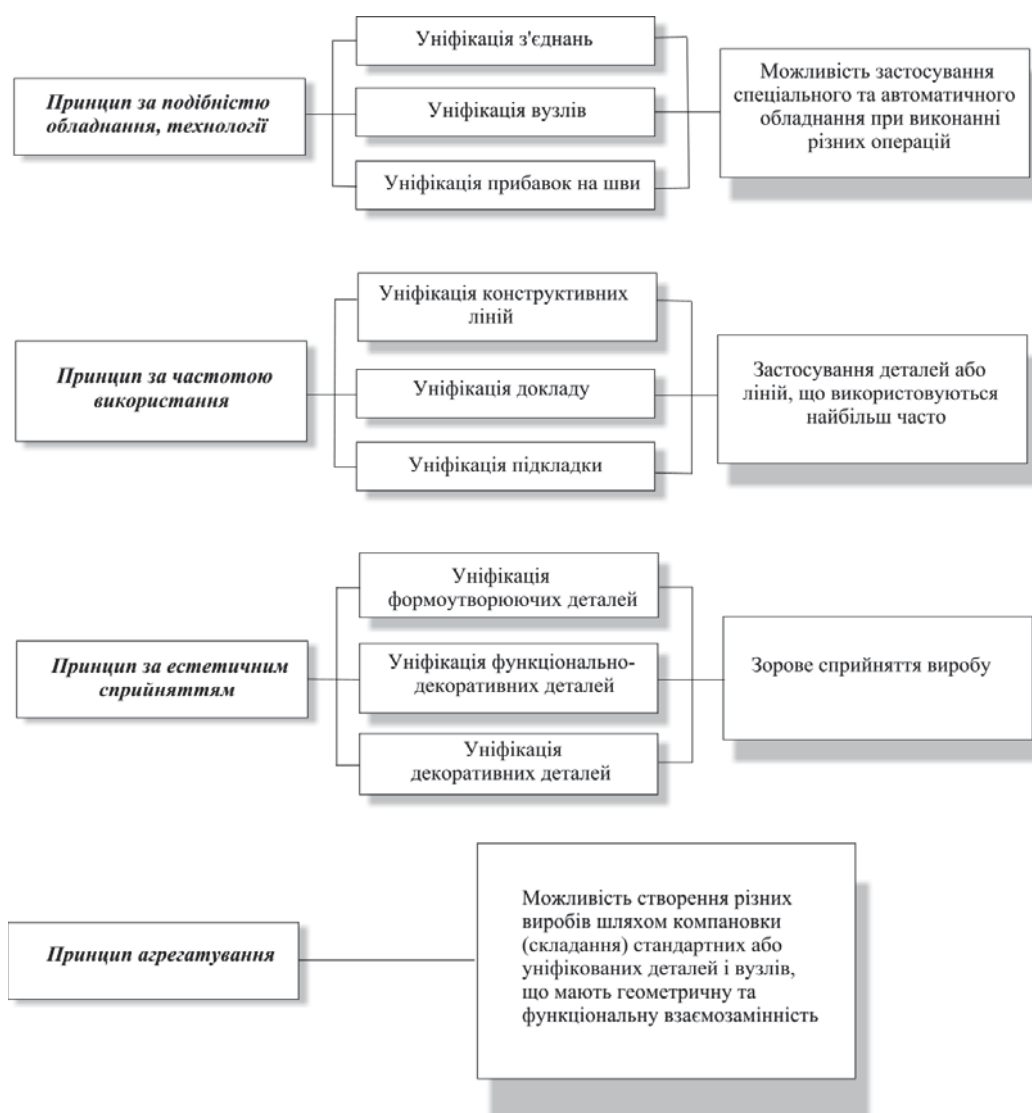 Уніфікація з'єднань
Принцип за подібністю
обладнання, технології
Уніфікація вузлів
Уніфікація прибавок на шви
Можливість застосування
спеціального та автоматичного
обладнання при виконанні
різних операцій
Принцип за частотою
використання
Уніфікація конструктивних
ліній
Уніфікація докладу
Уніфікація підкладки
Застосування деталей або
ліній, що використовуються
найбільш часто
Принцип за естетичним
сприйняттям
Уніфікація
формоутворюючих деталей
Уніфікація функціонально-
декоративних деталей
Уніфікація
декоративних деталей
Зорове сприйняття виробу
Принцип агрегатування
Можливість створення різних
виробів шляхом компановки
(складання) стандартних або
уніфікованих деталей і вузлів,
що мають геометричну та
функціональну взаємозамінність